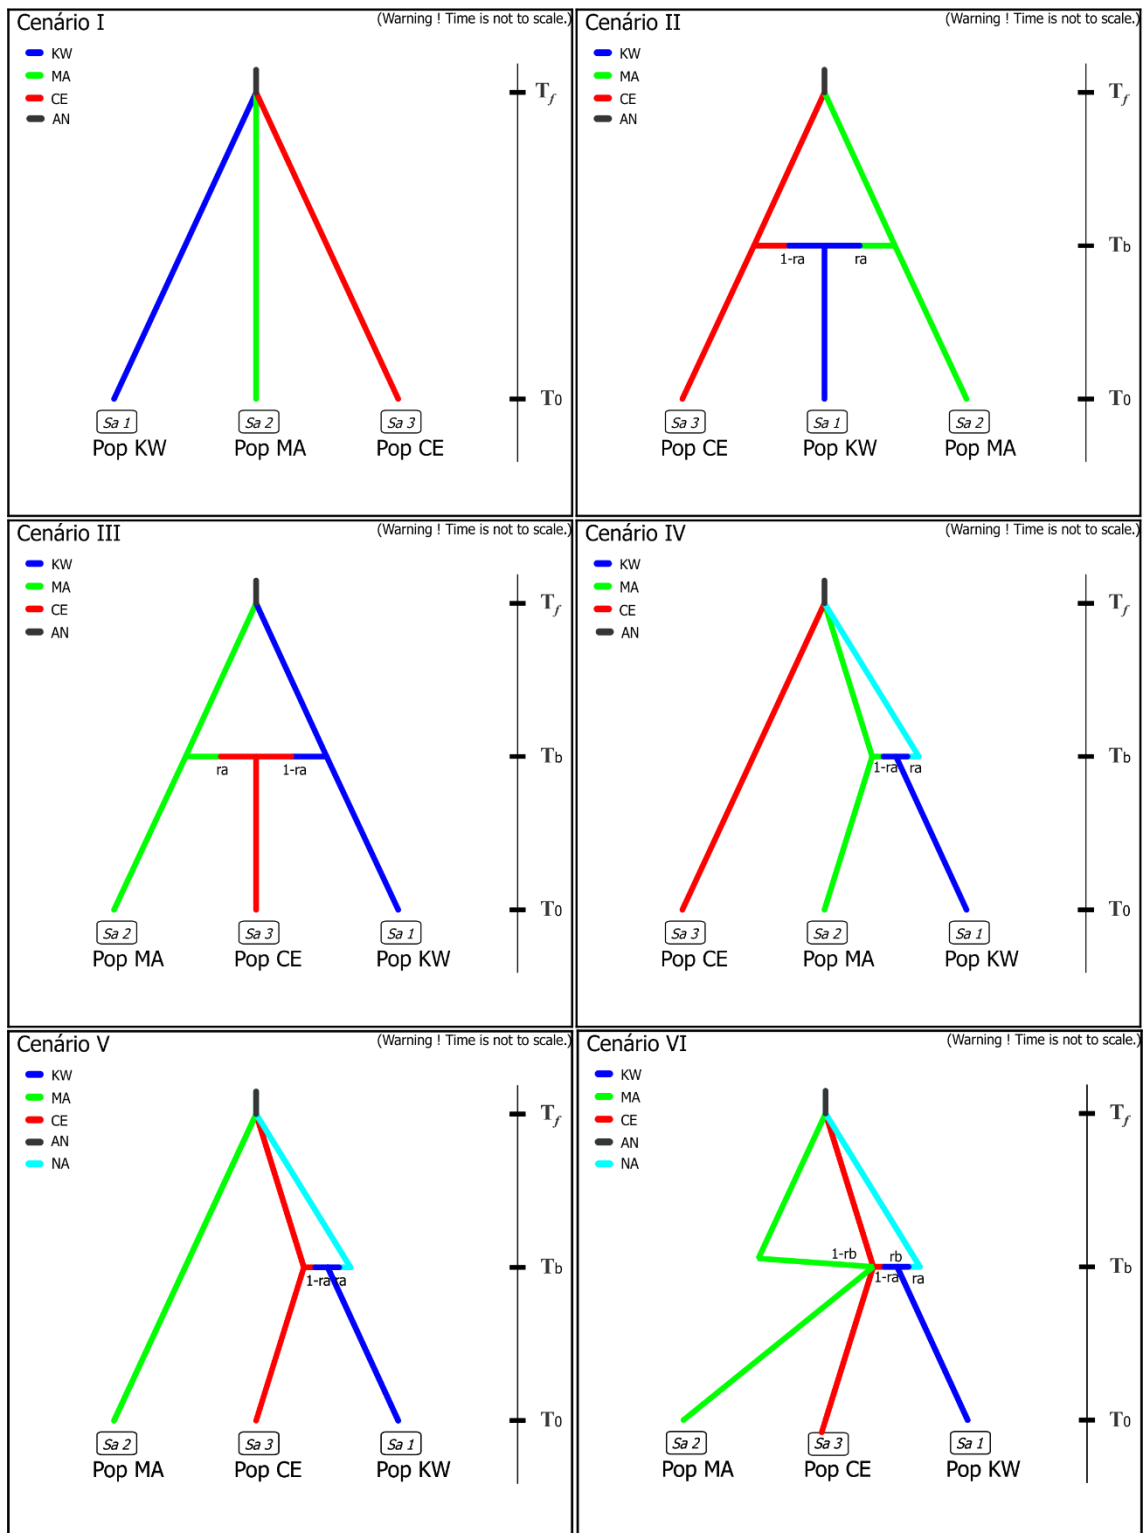 Cenário I (Warning ! Time is not to scale.)
KW
MA
CE
AN
Tf
Tb
T0
Sa 1 Sa 2 Sa 3
Pop KW Pop MA Pop CE
Cenário II (Warning ! Time is not to scale.)
KW
MA
CE
AN
Tf
Tb
1-ra ra
T0
Sa 3 Sa 1 Sa 2
Pop CE Pop KW Pop MA
Cenário III (Warning ! Time is not to scale.)
KW
MA
CE
AN
Tf
Tb
ra 1-ra
T0
Sa 2 Sa 3 Sa 1
Pop MA Pop CE Pop KW
Cenário IV (Warning ! Time is not to scale.)
KW
MA
CE
AN
Tf
Tb
1-ra ra
T0
Sa 3 Sa 2 Sa 1
Pop CE Pop MA Pop KW
Cenário V (Warning ! Time is not to scale.)
KW
MA
CE
AN
NA
Tf
Tb
1-ra ra
T0
Sa 2 Sa 3 Sa 1
Pop MA Pop CE Pop KW
Cenário VI (Warning ! Time is not to scale.)
KW
MA
CE
AN
NA
Tf
1-rb rb
Tb
1-ra ra
T0
Sa 2 Sa 3 Sa 1
Pop MA Pop CE Pop KW